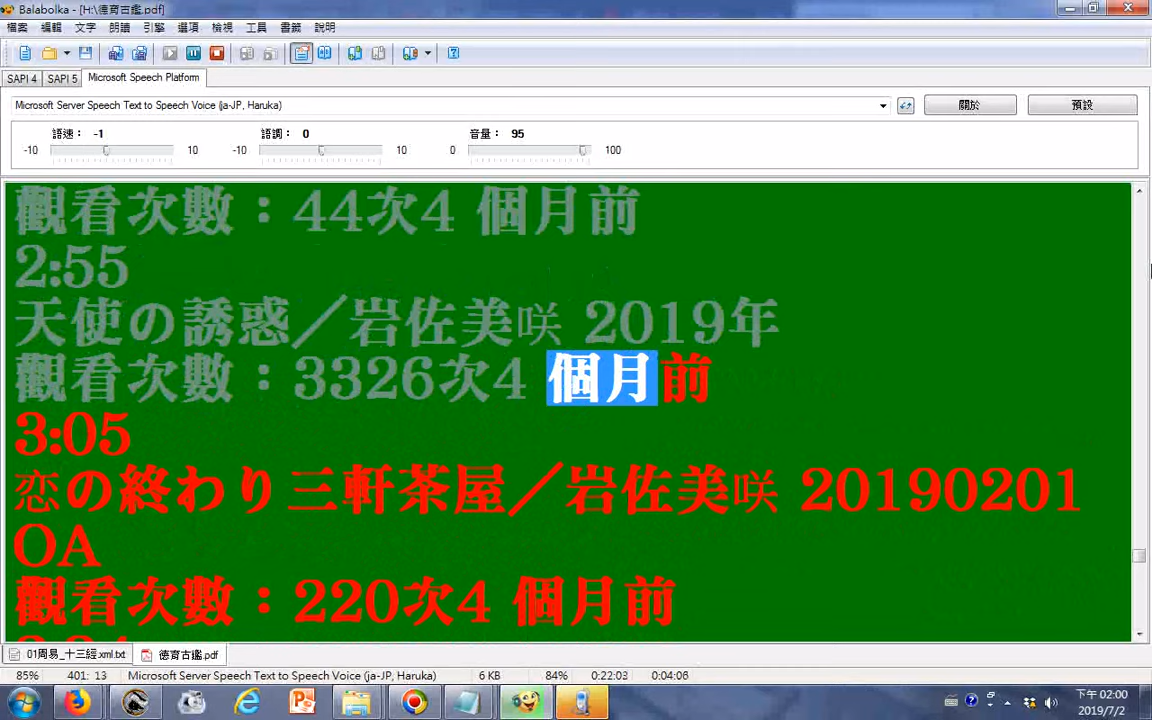 Balabolka - [H:\德育古鑑.pdf]
檔案 編輯 文字 朗讀 引擎 選項 檢視 工具 書籤 說明
SAPI 4 SAPI 5 Microsoft Speech Platform
Microsoft Server Speech Text to Speech Voice (ja-JP, Haruka) 關於 預設
語速： -1 語調： 0 音量： 95
-10 10 -10 10 0 100
觀看次數：44次4 個月前
2:55
天使の誘惑／岩佐美咲 2019年
觀看次數：3326次4 個月前
3:05
恋の終わり三軒茶屋／岩佐美咲 20190201
OA
觀看次數：220次4 個月前
01周易_十三經.xml.txt 德育古鑑.pdf
85% 401: 13 Microsoft Server Speech Text to Speech Voice (ja-JP, Haruka) 6 KB 84% 0:22:03 0:04:06
下午 02:00
2019/7/2